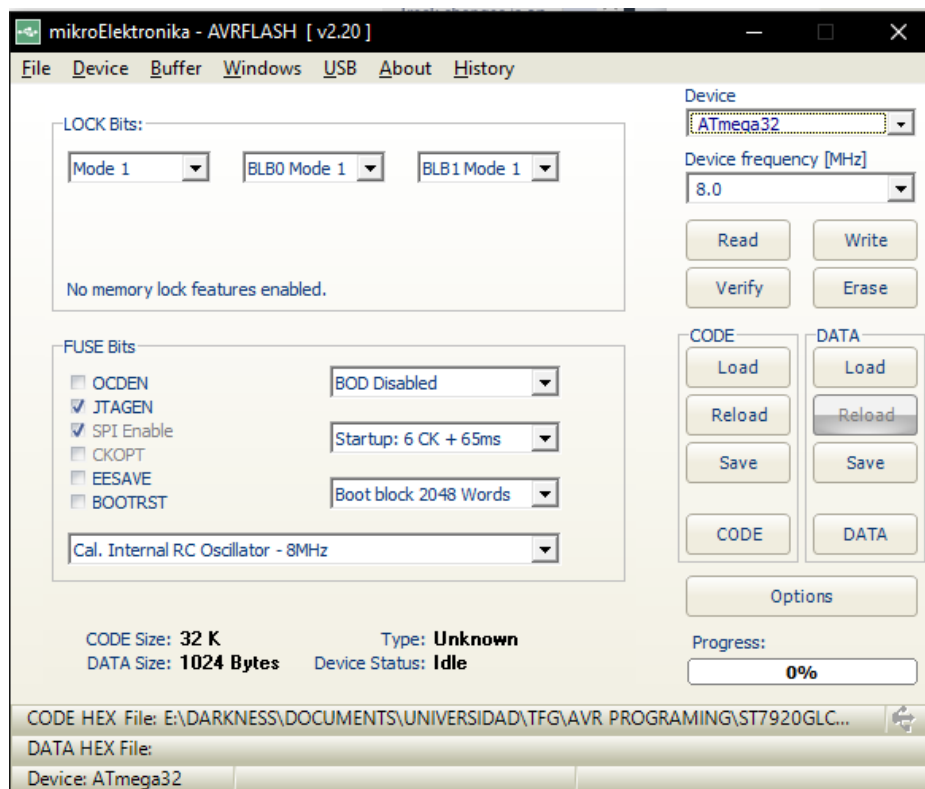 mikroElektronika - AVRFLASH [ v2.20 ]
File Device Buffer Windows USB About History
LOCK Bits:
Mode 1
BLB0 Mode 1
BLB1 Mode 1
No memory lock features enabled.
FUSE Bits
OCDEN
JTAGEN
SPI Enable
CKOPT
EESAVE
BOOTRST
BOD Disabled
Startup: 6 CK + 65ms
Boot block 2048 Words
Cal. Internal RC Oscillator - 8MHz
CODE Size: 32 K
DATA Size: 1024 Bytes
Type: Unknown
Device Status: Idle
Device
ATmega32
Device frequency [MHz]
8.0
Read
Write
Verify
Erase
CODE
Load
Reload
Save
CODE
DATA
Load
Reload
Save
DATA
Options
Progress:
0%
CODE HEX File: E:\DARKNESS\DOCUMENTS\UNIVERSIDAD\TFG\AVR PROGRAMING\ST7920GLC...
DATA HEX File:
Device: ATmega32